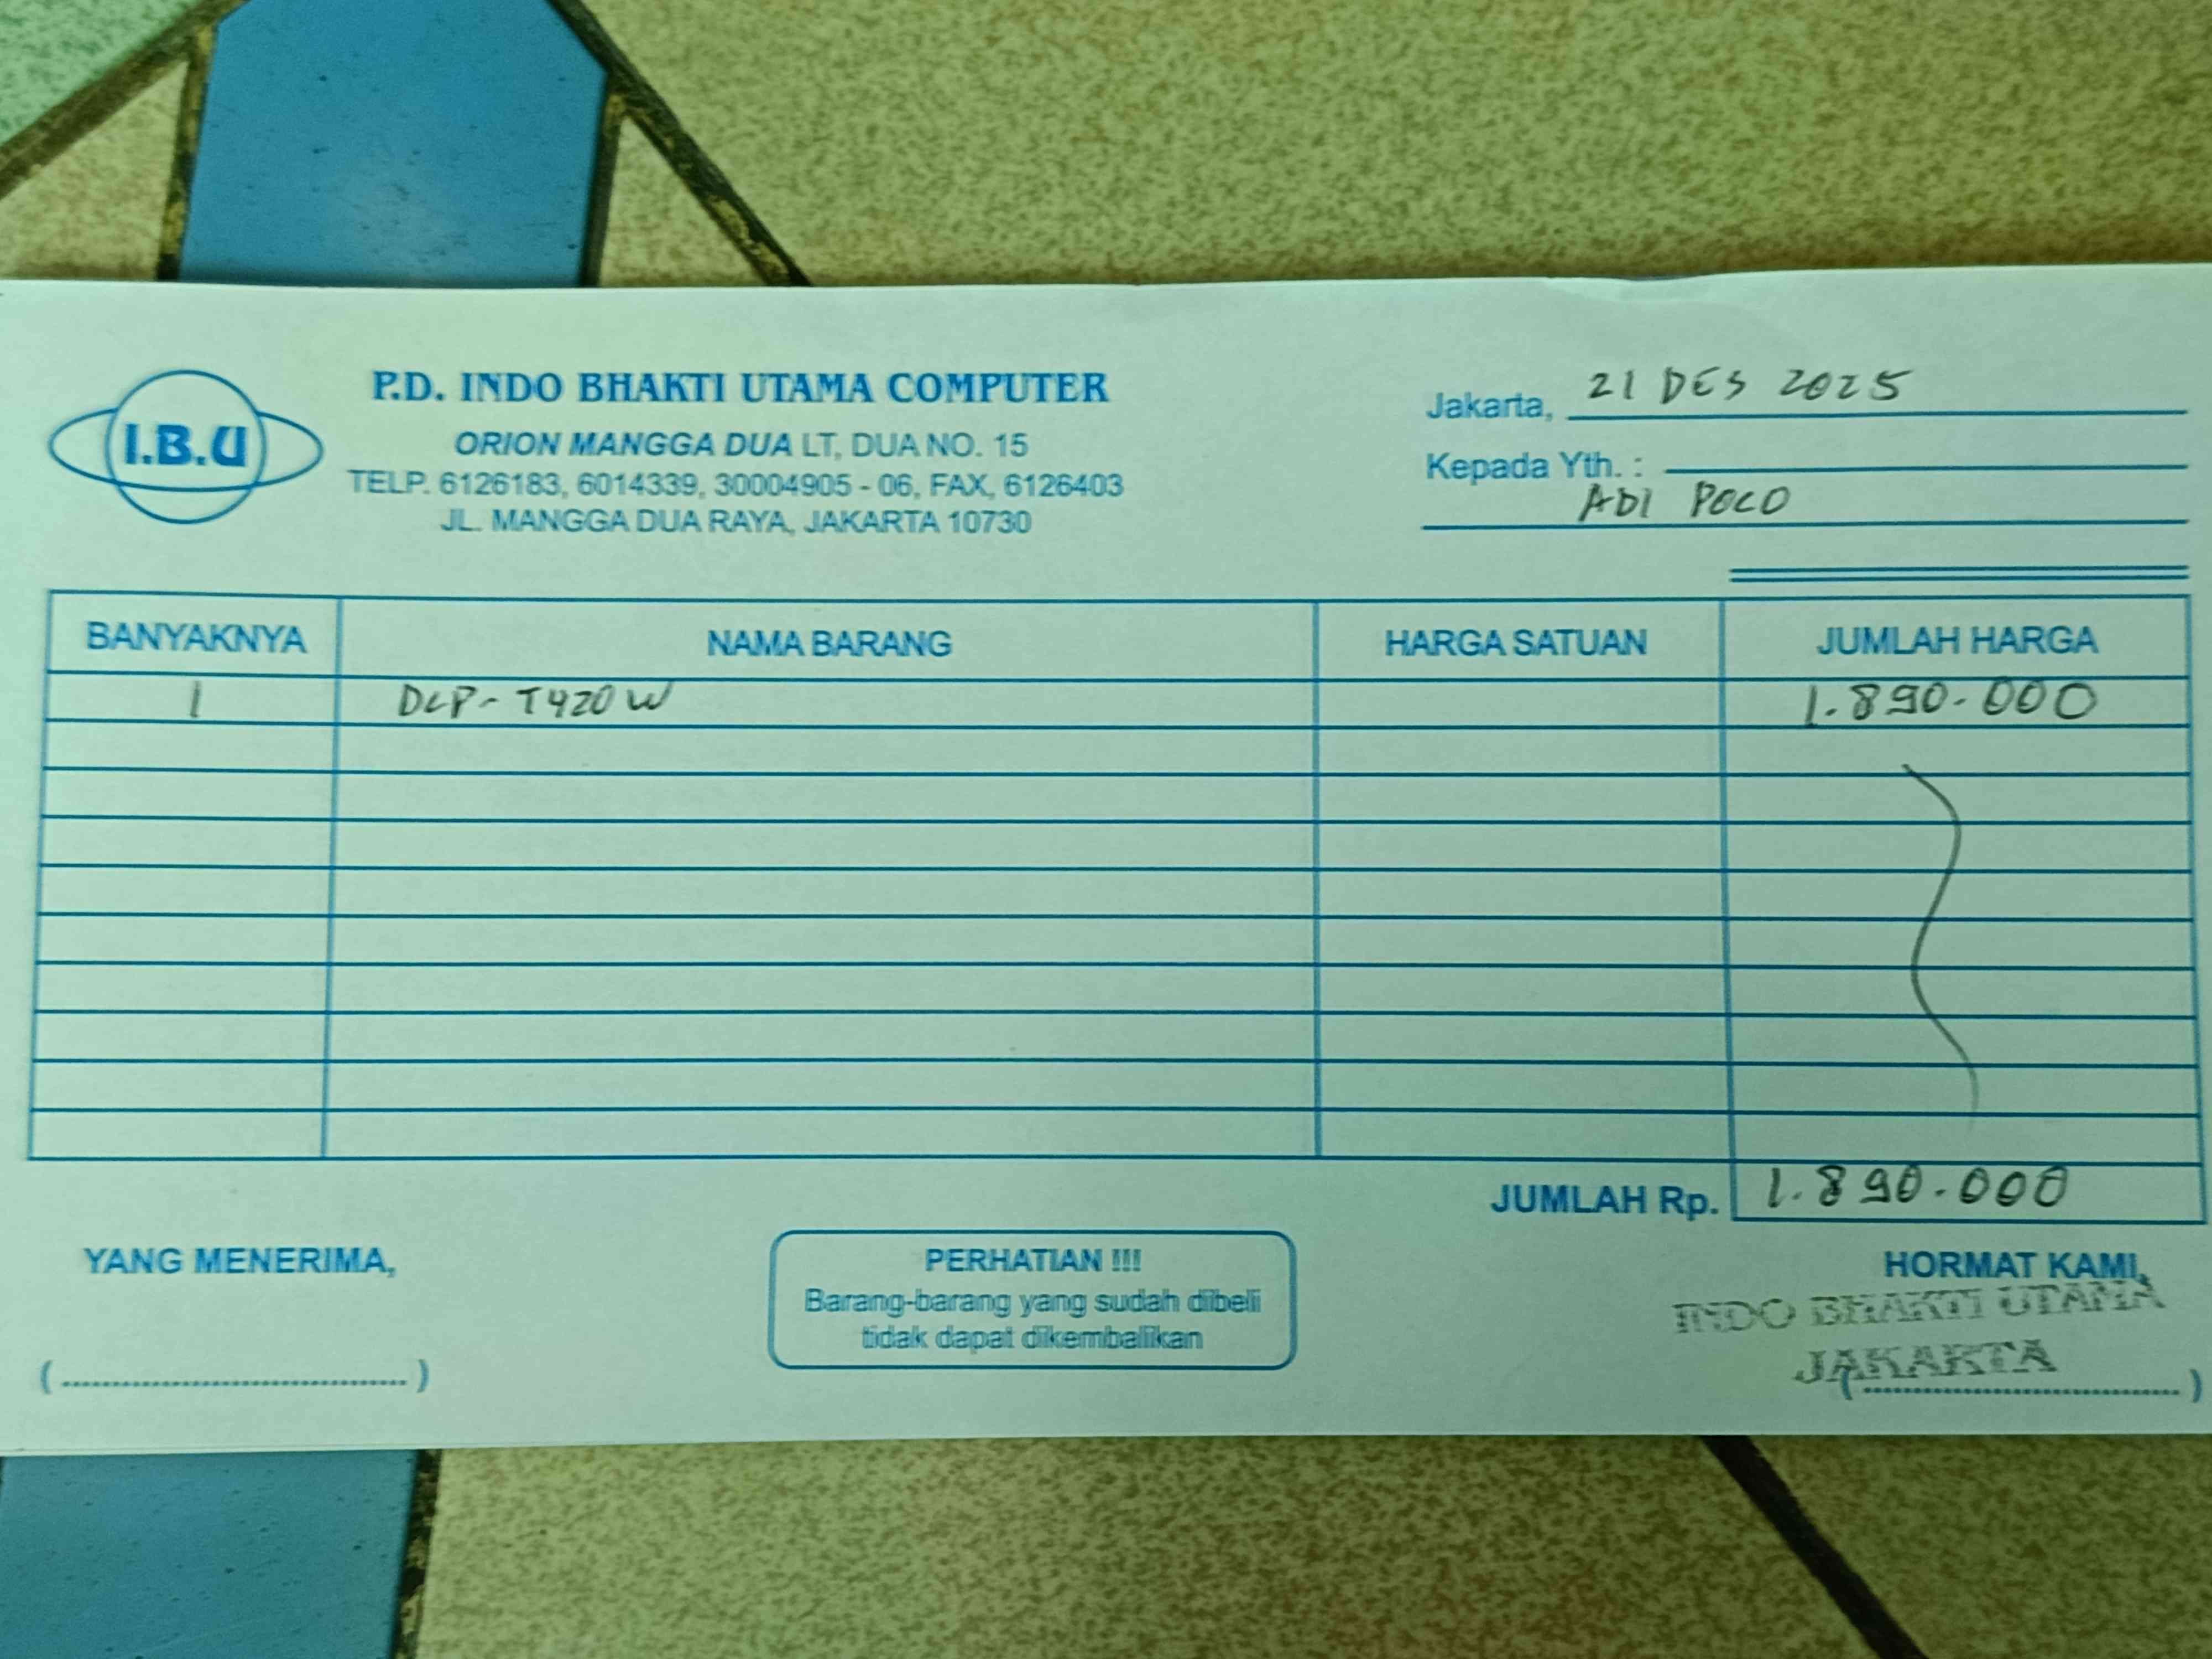 I.B.U
P.D. INDO BHAKTI UTAMA COMPUTER
ORION MANGGA DUA LT, DUA NO. 15
TELP. 6126183, 6014339, 30004905 - 06, FAX, 6126403
JL. MANGGA DUA RAYA, JAKARTA 10730
Jakarta, 21 DES 2025
Kepada Yth. :
ADI POCO
BANYAKNYA NAMA BARANG HARGA SATUAN JUMLAH HARGA
1 DCP-T420W 1.890.000
JUMLAH Rp. 1.890.000
YANG MENERIMA,
(....................................)
PERHATIAN !!!
Barang-barang yang sudah dibeli
tidak dapat dikembalikan
HORMAT KAMI,
INDO BHAKTI UTAMA
JAKARTA
(....................................)